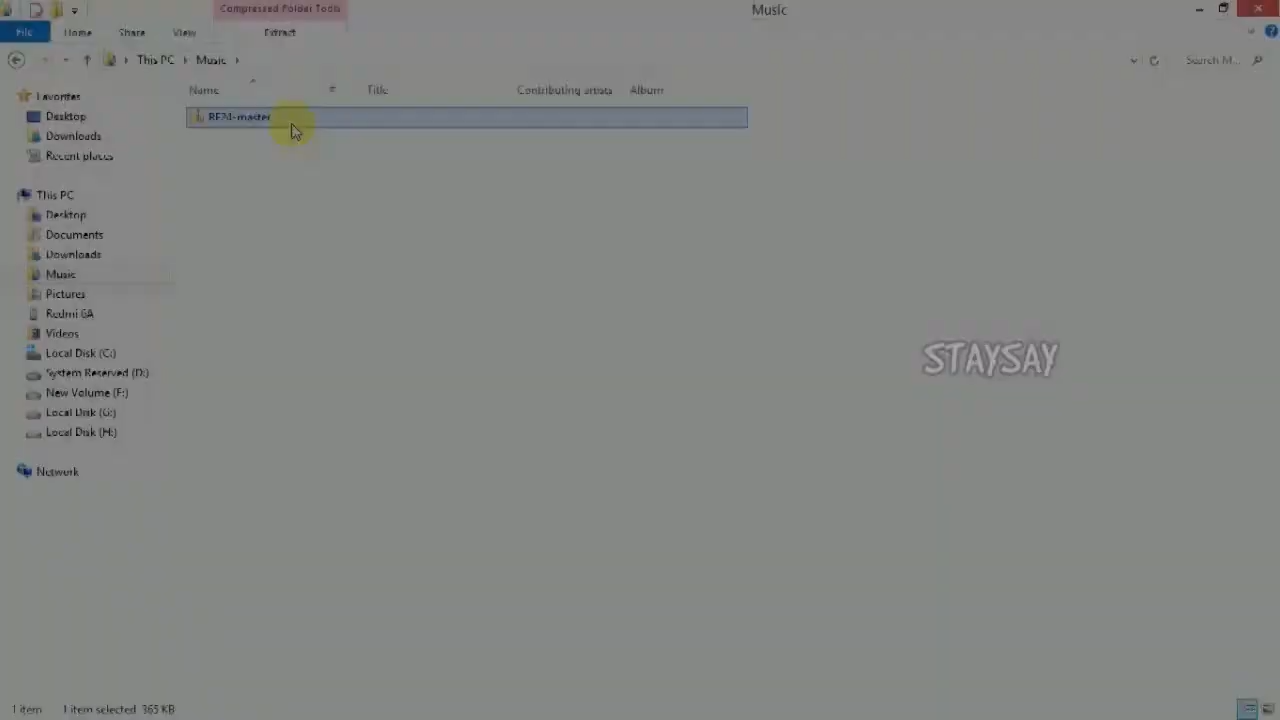 Compressed Folder Tools
Music
File Home Share View Extract
This PC Music
Search M...
Name # Title Contributing artists Album
RF24-master
Favorites
Desktop
Downloads
Recent places
This PC
Desktop
Documents
Downloads
Music
Pictures
Redmi 6A
Videos
Local Disk (C:)
System Reserved (D:)
New Volume (F:)
Local Disk (G:)
Local Disk (H:)
Network
STAYSAY
1 item 1 item selected 365 KB